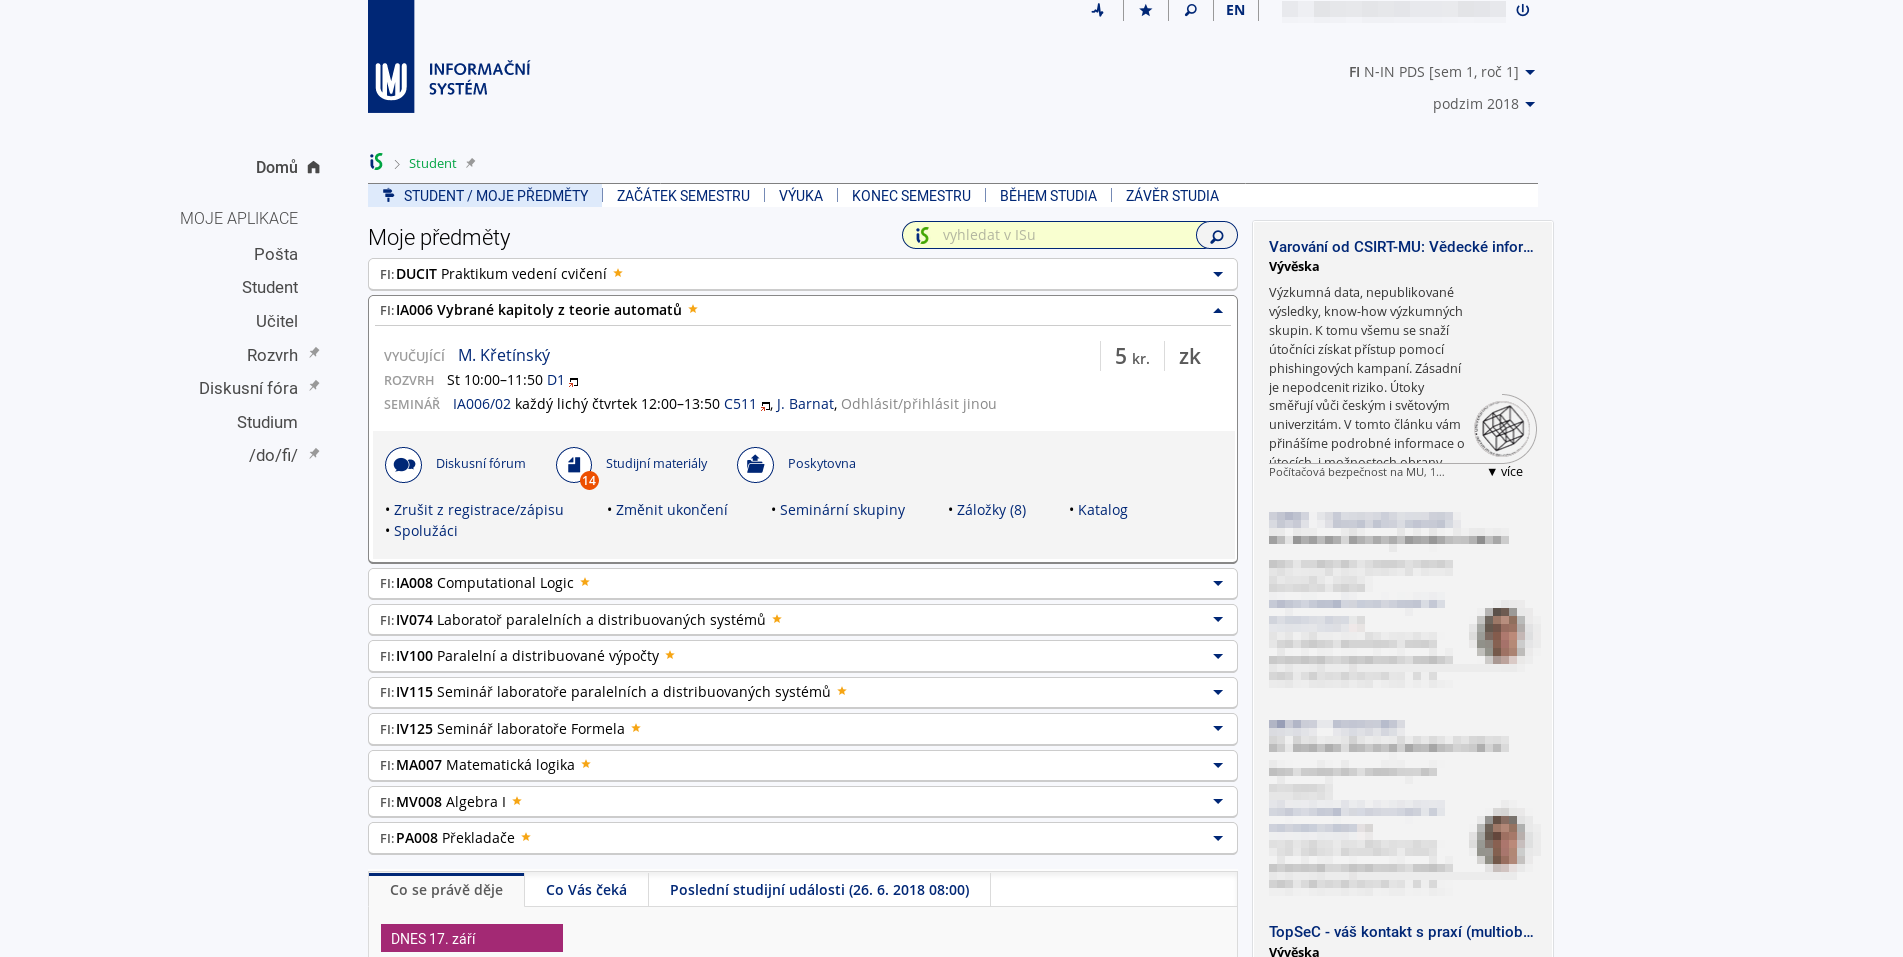 EN
INFORMAČNÍ
SYSTÉM
FI N-IN PDS [sem 1, roč 1]
podzim 2018
Domů
MOJE APLIKACE
Pošta
Student
Učitel
Rozvrh
Diskusní fóra
Studium
/do/fi/
Student
STUDENT / MOJE PŘEDMĚTY
ZAČÁTEK SEMESTRU
VÝUKA
KONEC SEMESTRU
BĚHEM STUDIA
ZÁVĚR STUDIA
Moje předměty
vyhledat v ISu
FI:DUCIT Praktikum vedení cvičení
FI:IA006 Vybrané kapitoly z teorie automatů
VYUČUJÍCÍ M. Křetínský
5 kr.
zk
ROZVRH St 10:00–11:50 D1
SEMINÁŘ IA006/02 každý lichý čtvrtek 12:00–13:50 C511, J. Barnat, Odhlásit/přihlásit jinou
Diskusní fórum
Studijní materiály
14
Poskytovna
• Zrušit z registrace/zápisu
• Změnit ukončení
• Seminární skupiny
• Záložky (8)
• Katalog
• Spolužáci
FI:IA008 Computational Logic
FI:IV074 Laboratoř paralelních a distribuovaných systémů
FI:IV100 Paralelní a distribuované výpočty
FI:IV115 Seminář laboratoře paralelních a distribuovaných systémů
FI:IV125 Seminář laboratoře Formela
FI:MA007 Matematická logika
FI:MV008 Algebra I
FI:PA008 Překladače
Co se právě děje
Co Vás čeká
Poslední studijní události (26. 6. 2018 08:00)
DNES 17. září
Varování od CSIRT-MU: Vědecké infor...
Vývěska
Výzkumná data, nepublikované
výsledky, know-how výzkumných
skupin. K tomu všemu se snaží
útočníci získat přístup pomocí
phishingových kampaní. Zásadní
je nepodcenit riziko. Útoky
směřují vůči českým i světovým
univerzitám. V tomto článku vám
přinášíme podrobné informace o
útocích, i možnostech obrany.
Počítačová bezpečnost na MU, 1...
▼ více
TopSeC - váš kontakt s praxí (multiob...
Vývěska